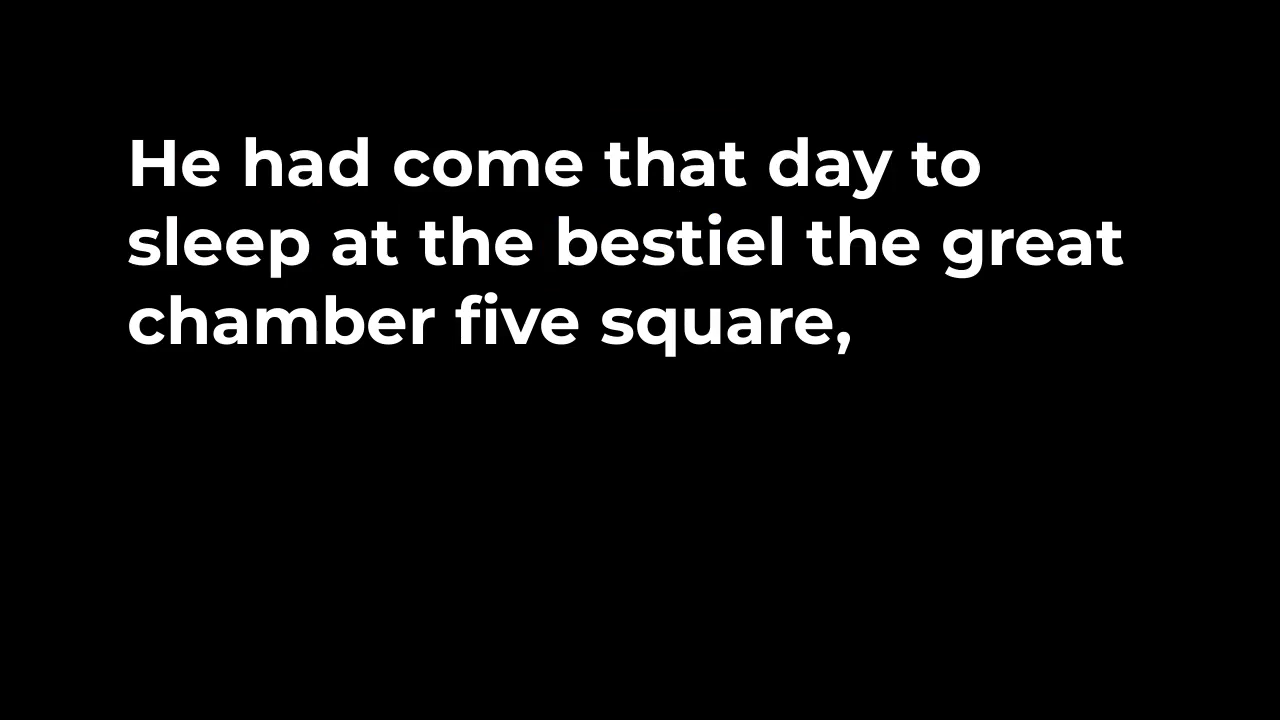 He had come that day to
sleep at the bestiel the great
chamber five square,